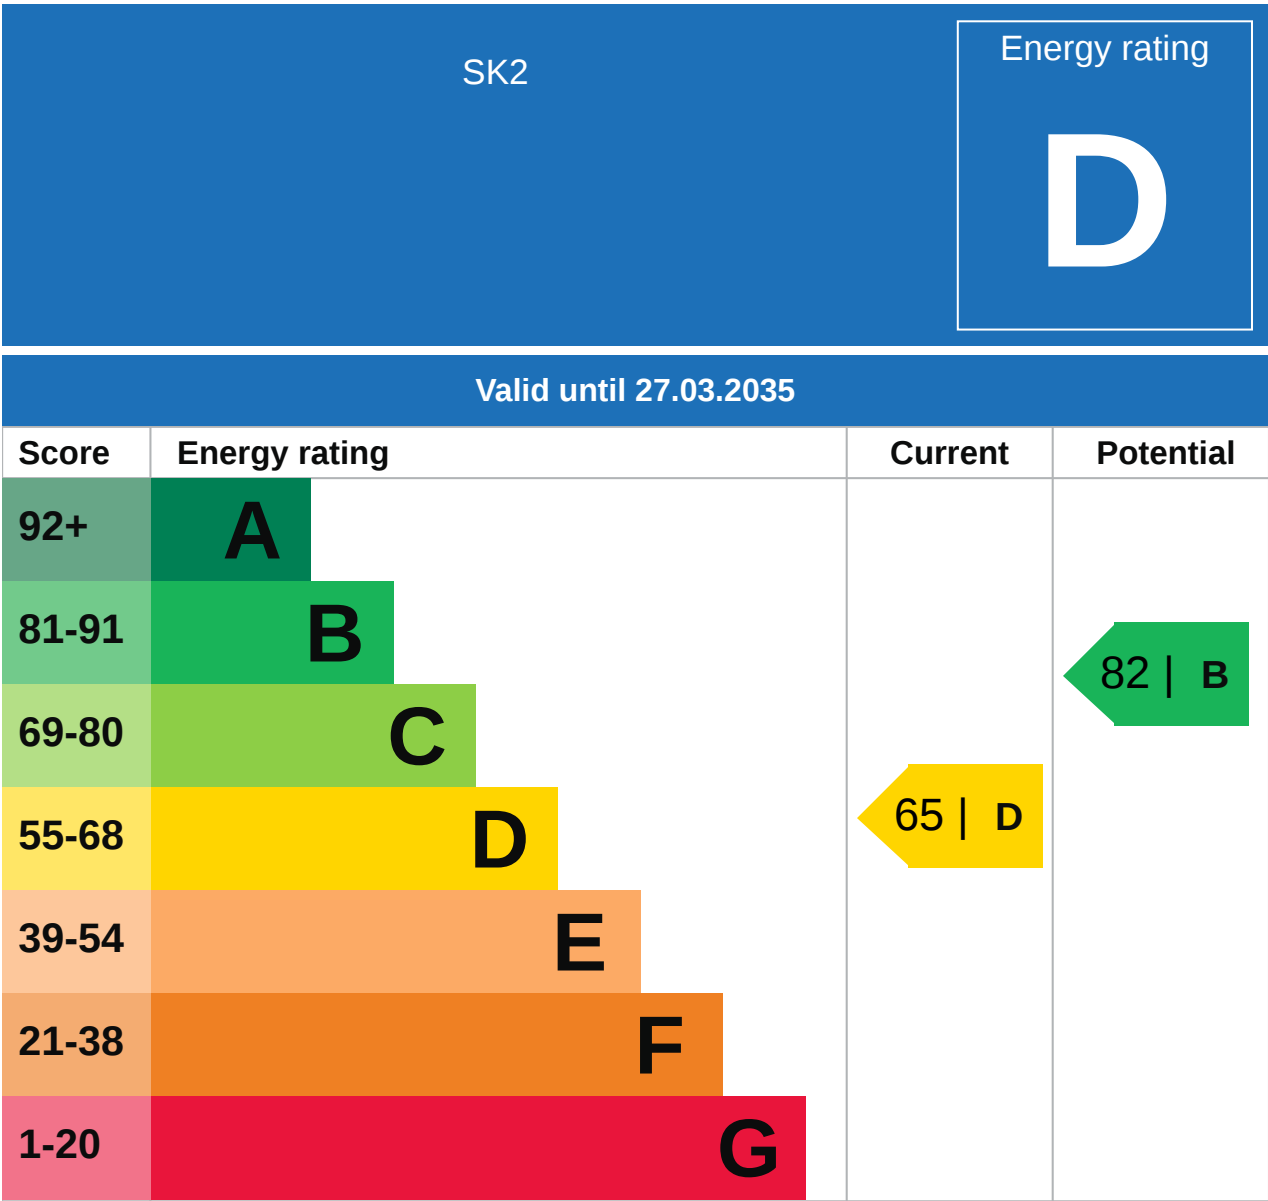 SK2
Energy rating
D
Valid until 27.03.2035
Score Energy rating Current Potential
92+ A
81-91 B
82 | B
69-80 C
55-68 D
65 | D
39-54 E
21-38 F
1-20 G